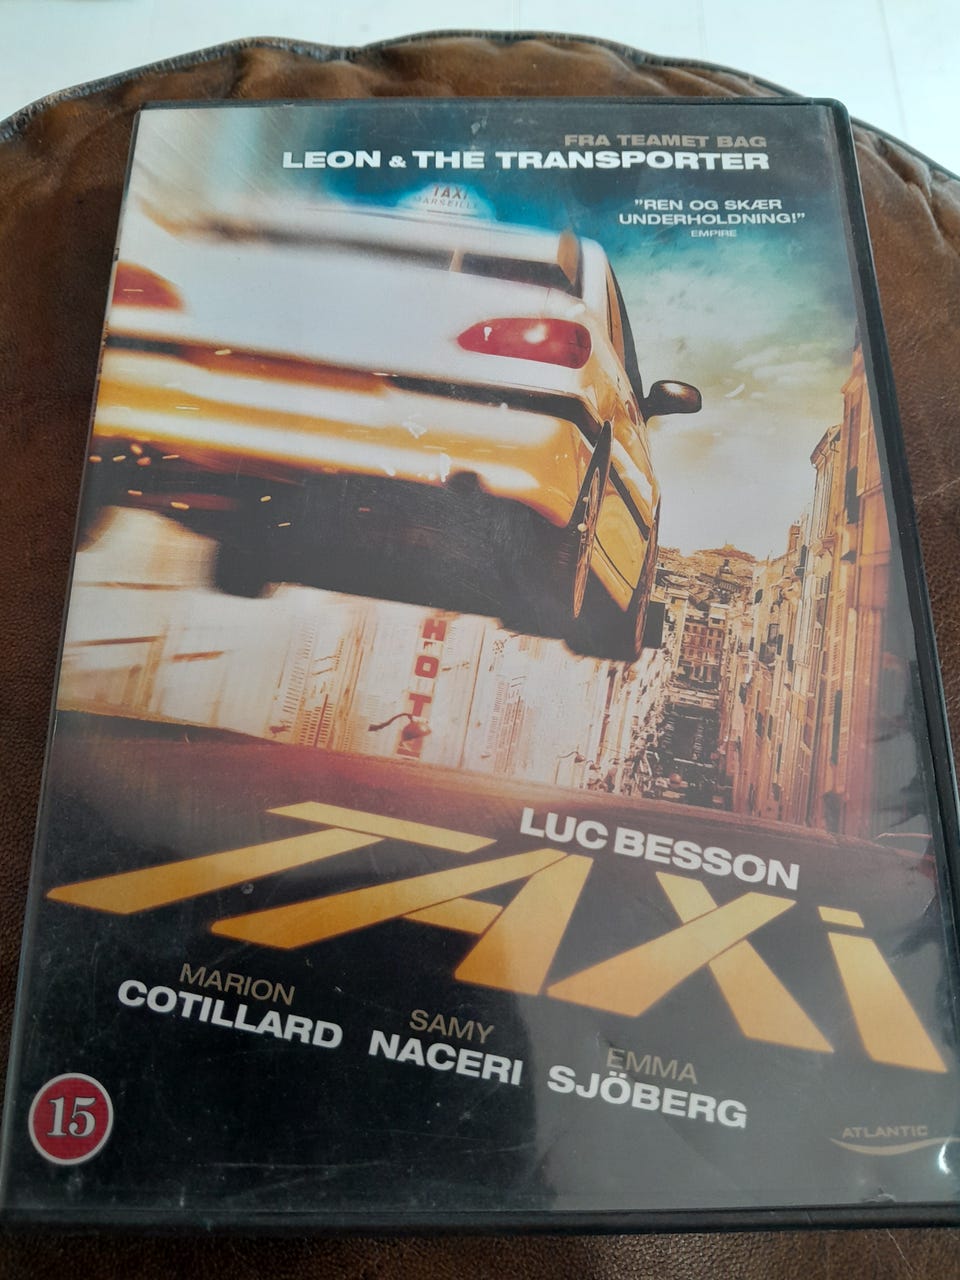 FRA TEAMET BAG
LEON & THE TRANSPORTER
"REN OG SKÆR
UNDERHOLDNING!"
EMPIRE
TAXI
MARSEILLE
HOTEL
LUC BESSON
TAXi
MARION
COTILLARD
SAMY
NACERI
EMMA
SJÖBERG
15
ATLANTIC